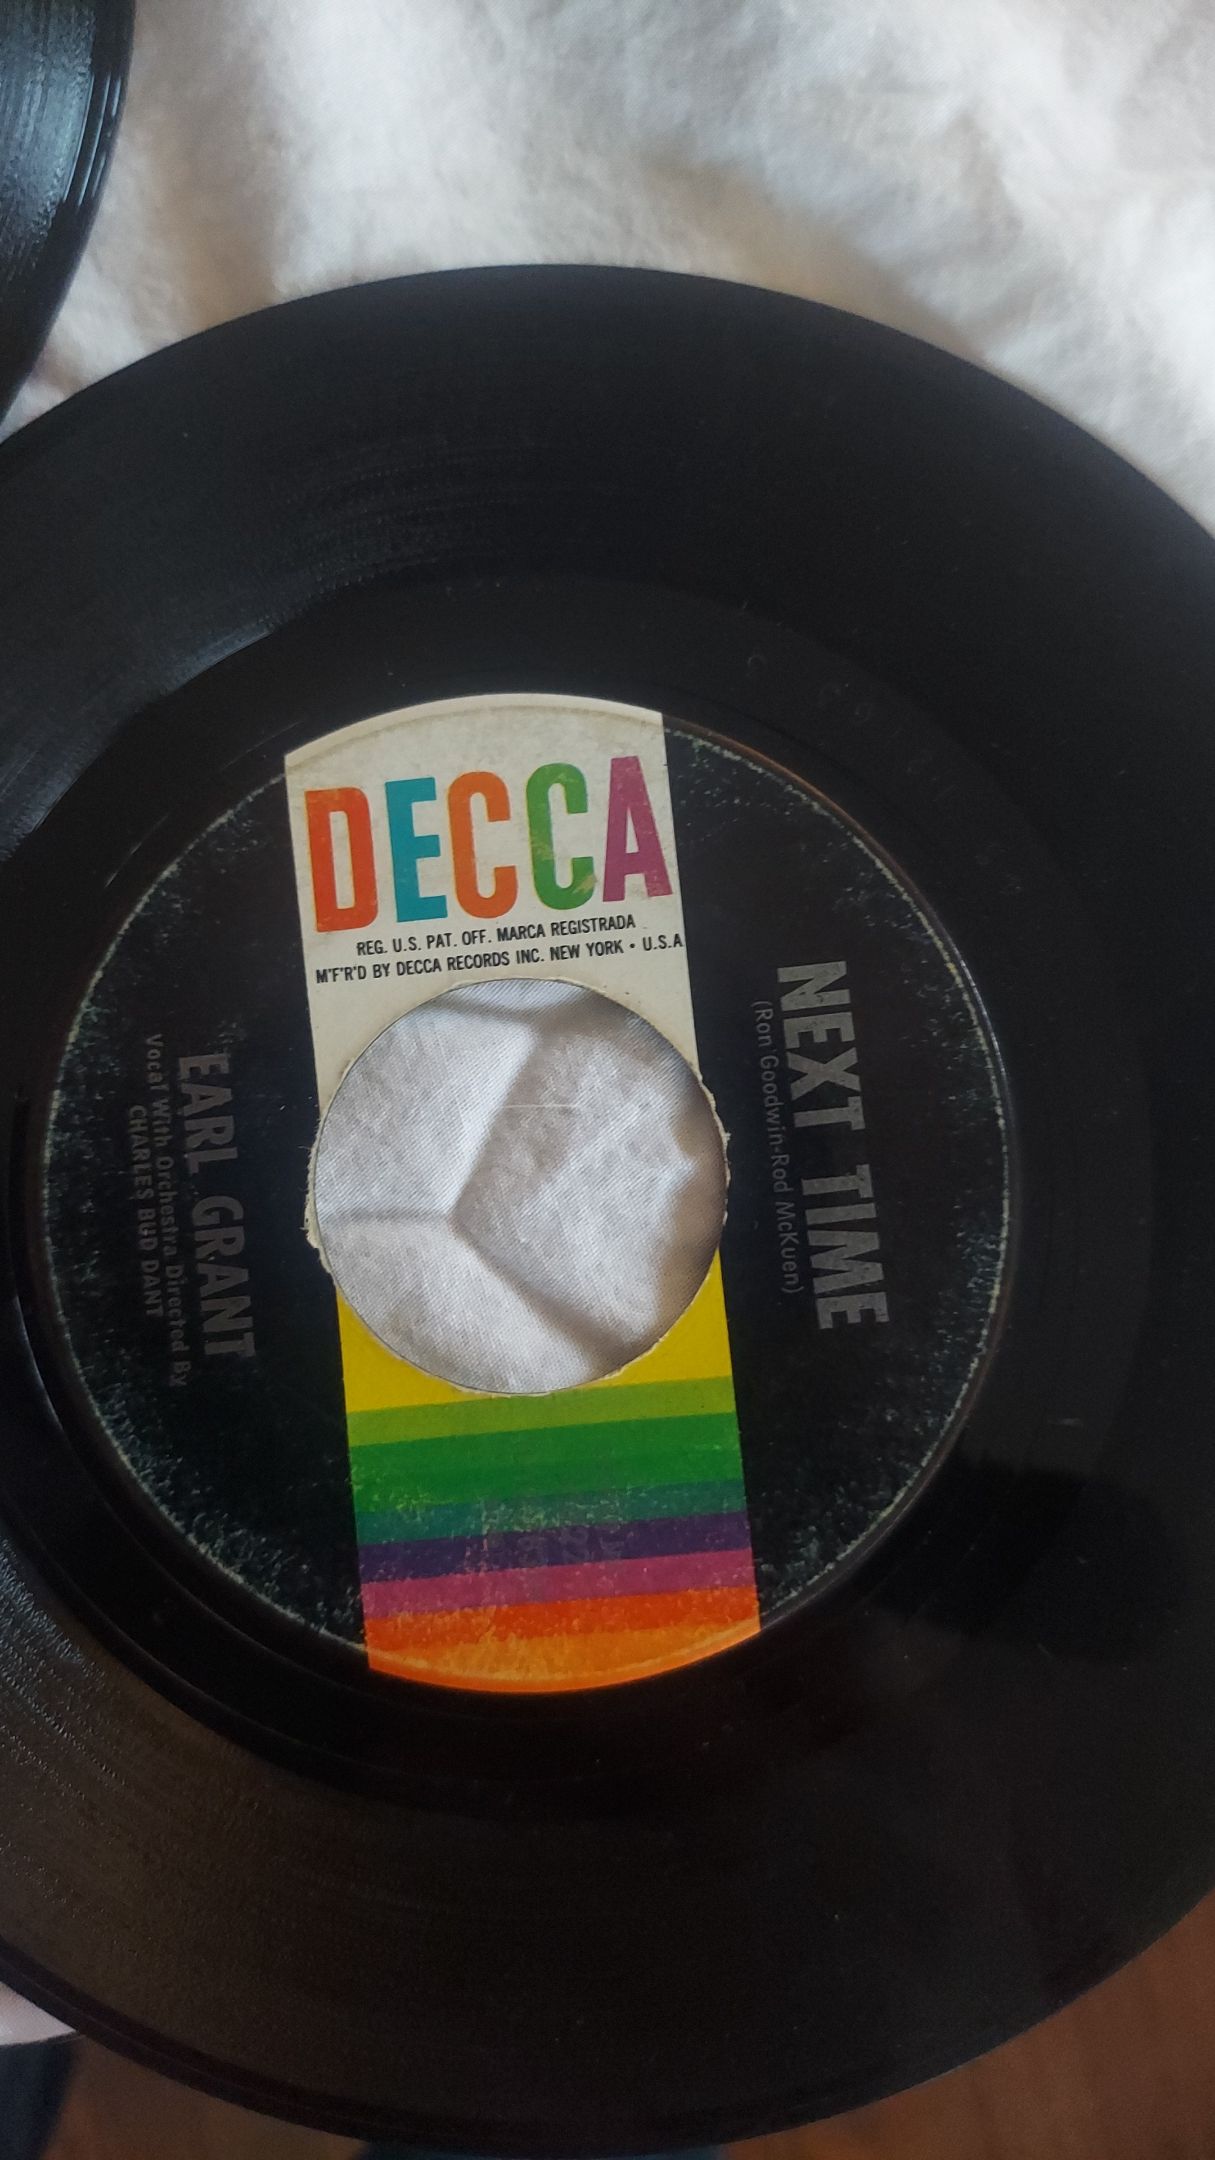 DECCA
REG. U.S. PAT. OFF. MARCA REGISTRADA
M'F'R'D BY DECCA RECORDS INC. NEW YORK • U.S.A.
NEXT TIME
(Ron Goodwin-Rod McKuen)
EARL GRANT
Vocal With Orchestra Directed By
CHARLES BUD DANT